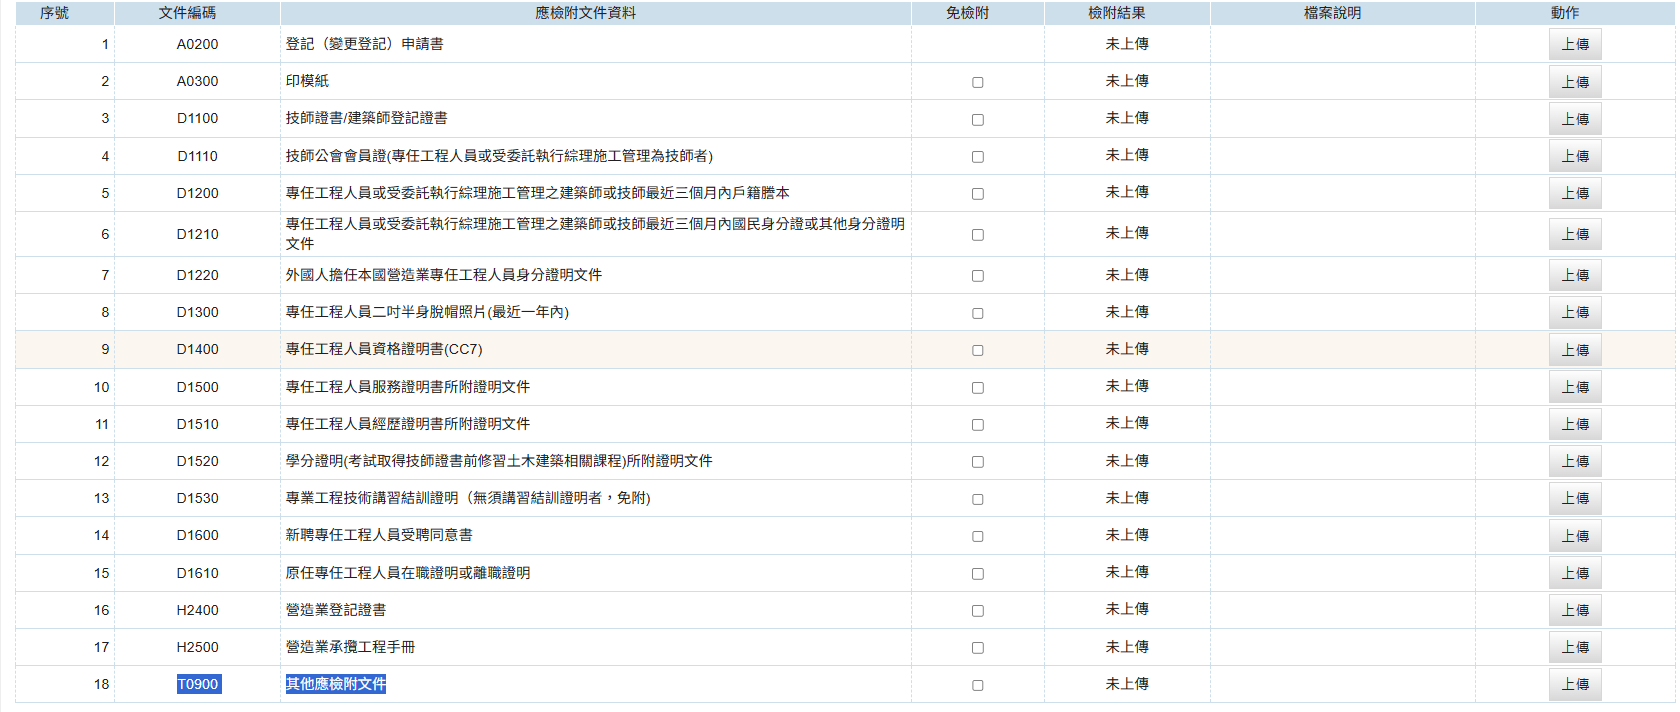 序號 文件編碼 應檢附文件資料 免檢附 檢附結果 檔案說明 動作
1 A0200 登記（變更登記）申請書 未上傳 上傳
2 A0300 印模紙 未上傳 上傳
3 D1100 技師證書/建築師登記證書 未上傳 上傳
4 D1110 技師公會會員證(專任工程人員或受委託執行綜理施工管理為技師者) 未上傳 上傳
5 D1200 專任工程人員或受委託執行綜理施工管理之建築師或技師最近三個月內戶籍謄本 未上傳 上傳
6 D1210 專任工程人員或受委託執行綜理施工管理之建築師或技師最近三個月內國民身分證或其他身分證明
文件 未上傳 上傳
7 D1220 外國人擔任本國營造業專任工程人員身分證明文件 未上傳 上傳
8 D1300 專任工程人員二吋半身脫帽照片(最近一年內) 未上傳 上傳
9 D1400 專任工程人員資格證明書(CC7) 未上傳 上傳
10 D1500 專任工程人員服務證明書所附證明文件 未上傳 上傳
11 D1510 專任工程人員經歷證明書所附證明文件 未上傳 上傳
12 D1520 學分證明(考試取得技師證書前修習土木建築相關課程)所附證明文件 未上傳 上傳
13 D1530 專業工程技術講習結訓證明（無須講習結訓證明者，免附) 未上傳 上傳
14 D1600 新聘專任工程人員受聘同意書 未上傳 上傳
15 D1610 原任專任工程人員在職證明或離職證明 未上傳 上傳
16 H2400 營造業登記證書 未上傳 上傳
17 H2500 營造業承攬工程手冊 未上傳 上傳
18 T0900 其他應檢附文件 未上傳 上傳